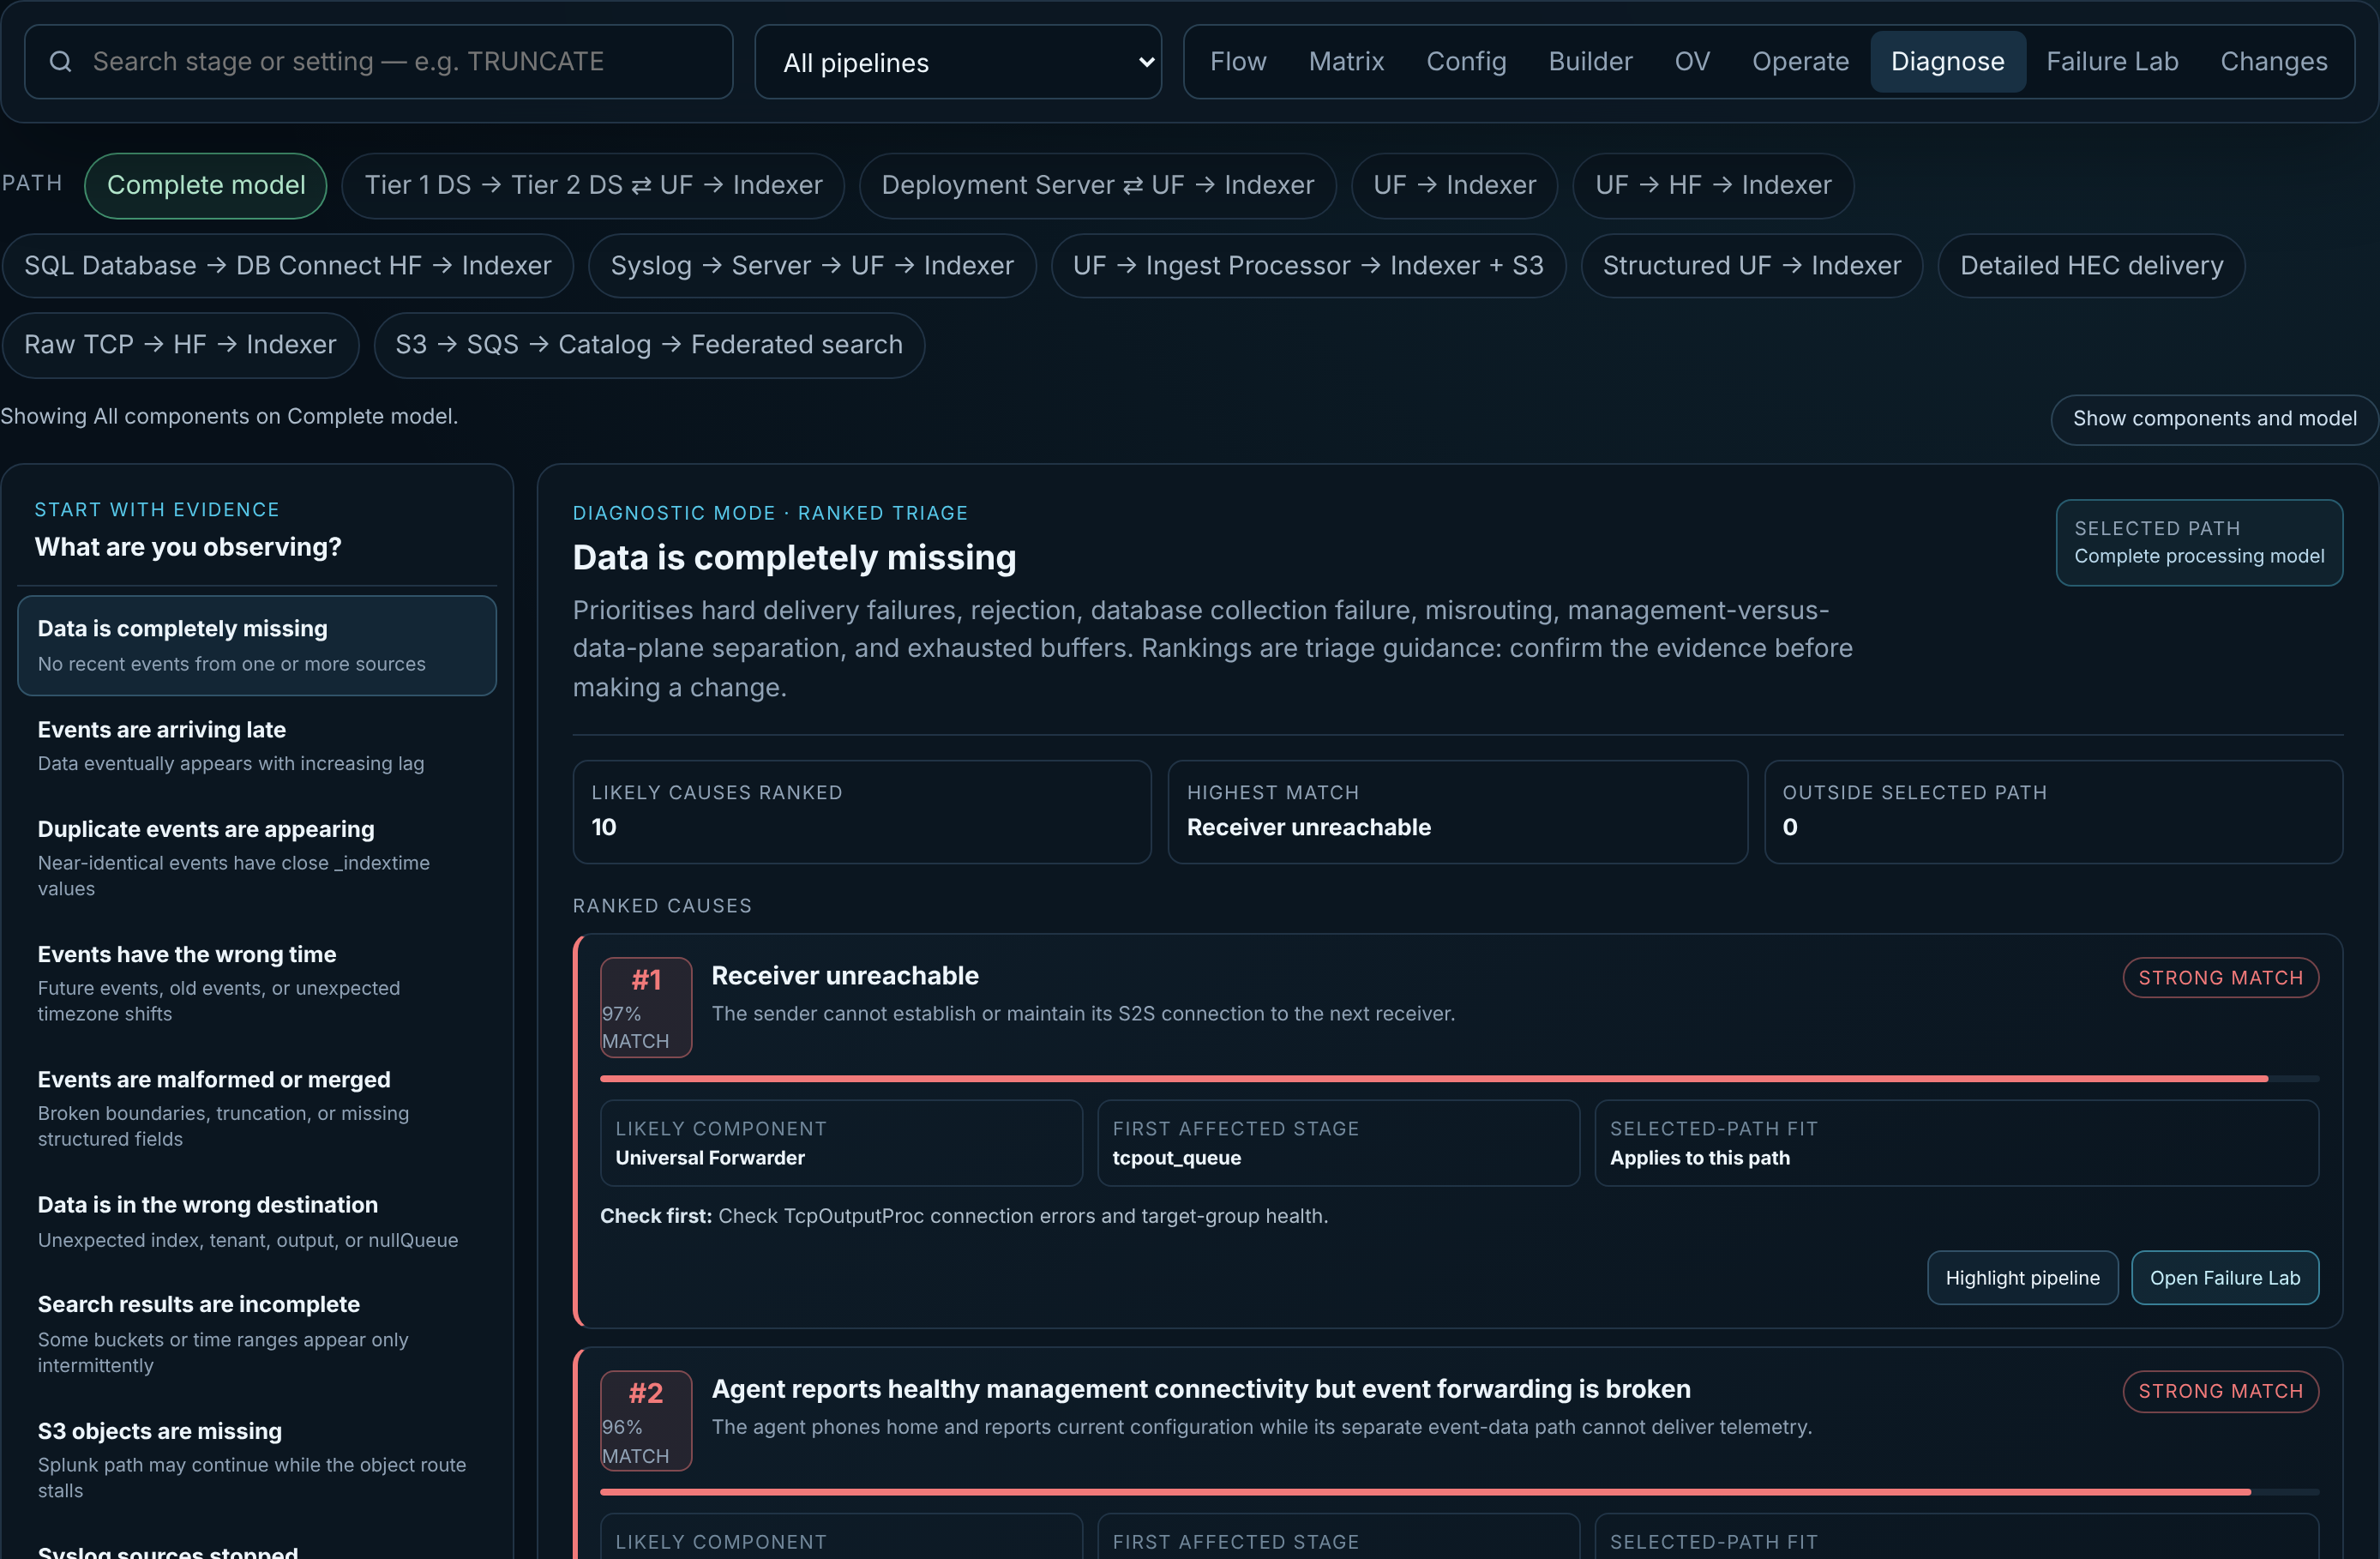 Search stage or setting — e.g. TRUNCATE
All pipelines
Flow Matrix Config Builder OV Operate Diagnose Failure Lab Changes
PATH Complete model Tier 1 DS → Tier 2 DS ⇄ UF → Indexer Deployment Server ⇄ UF → Indexer UF → Indexer UF → HF → Indexer
SQL Database → DB Connect HF → Indexer Syslog → Server → UF → Indexer UF → Ingest Processor → Indexer + S3 Structured UF → Indexer Detailed HEC delivery
Raw TCP → HF → Indexer S3 → SQS → Catalog → Federated search
Showing All components on Complete model.
Show components and model
START WITH EVIDENCE
What are you observing?
Data is completely missing
No recent events from one or more sources
Events are arriving late
Data eventually appears with increasing lag
Duplicate events are appearing
Near-identical events have close _indextime
values
Events have the wrong time
Future events, old events, or unexpected
timezone shifts
Events are malformed or merged
Broken boundaries, truncation, or missing
structured fields
Data is in the wrong destination
Unexpected index, tenant, output, or nullQueue
Search results are incomplete
Some buckets or time ranges appear only
intermittently
S3 objects are missing
Splunk path may continue while the object route
stalls
Syslog sources stopped
DIAGNOSTIC MODE · RANKED TRIAGE
Data is completely missing
Prioritises hard delivery failures, rejection, database collection failure, misrouting, management-versus-
data-plane separation, and exhausted buffers. Rankings are triage guidance: confirm the evidence before
making a change.
SELECTED PATH
Complete processing model
LIKELY CAUSES RANKED
10
HIGHEST MATCH
Receiver unreachable
OUTSIDE SELECTED PATH
0
RANKED CAUSES
#1
97%
MATCH
Receiver unreachable
The sender cannot establish or maintain its S2S connection to the next receiver.
STRONG MATCH
LIKELY COMPONENT
Universal Forwarder
FIRST AFFECTED STAGE
tcpout_queue
SELECTED-PATH FIT
Applies to this path
Check first: Check TcpOutputProc connection errors and target-group health.
Highlight pipeline
Open Failure Lab
#2
96%
MATCH
Agent reports healthy management connectivity but event forwarding is broken
The agent phones home and reports current configuration while its separate event-data path cannot deliver telemetry.
STRONG MATCH
LIKELY COMPONENT
FIRST AFFECTED STAGE
SELECTED-PATH FIT